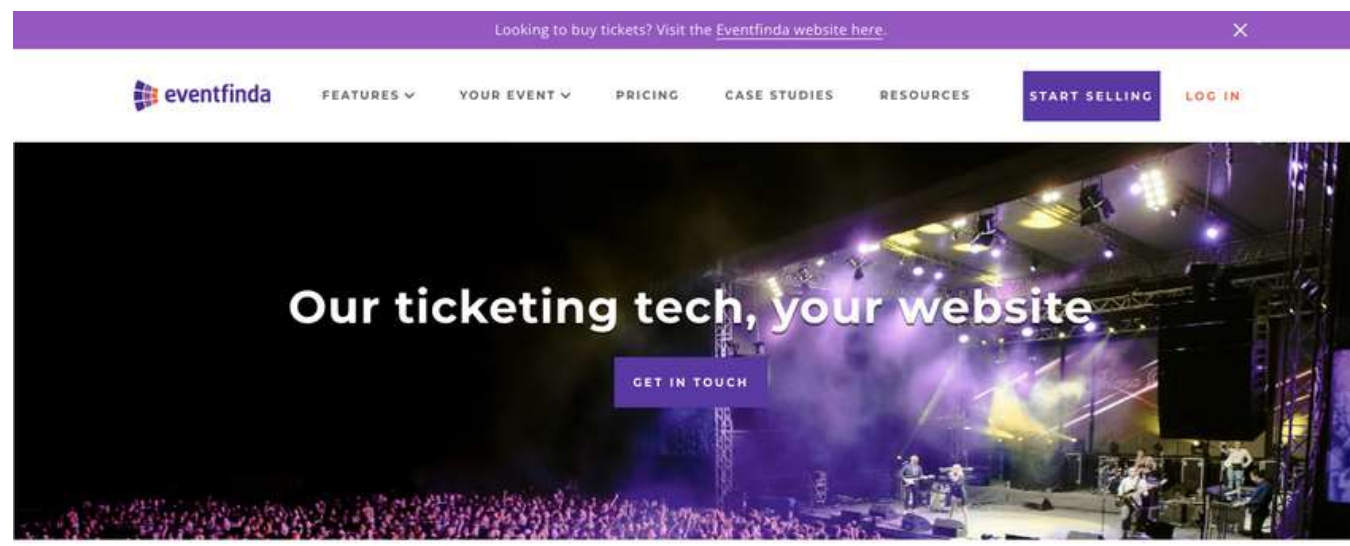 Looking to buy tickets? Visit the Eventfinda website here.
eventfinda FEATURES YOUR EVENT PRICING CASE STUDIES RESOURCES START SELLING LOG IN
Our ticketing tech, your website
GET IN TOUCH